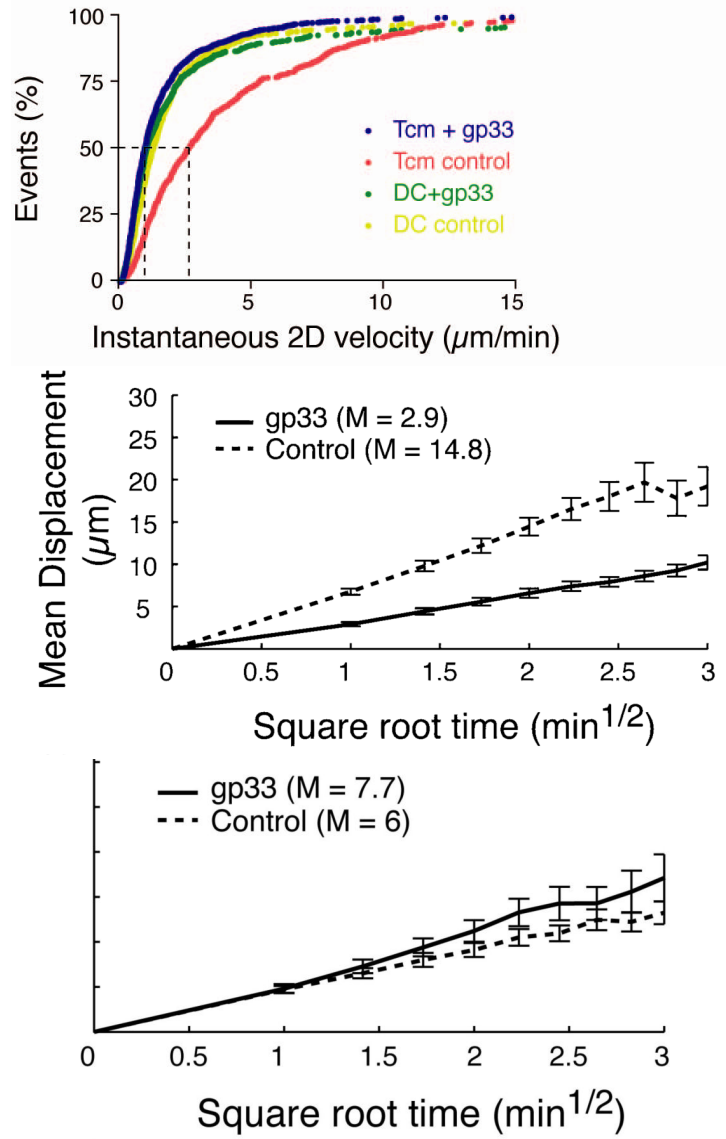 100
75
50
25
0
Events (%)
Tcm + gp33
Tcm control
DC+gp33
DC control
0 5 10 15
Instantaneous 2D velocity (µm/min)
30
25
20
15
10
5
Mean Displacement
(µm)
gp33 (M = 2.9)
Control (M = 14.8)
0 0.5 1 1.5 2 2.5 3
Square root time (min1/2)
gp33 (M = 7.7)
Control (M = 6)
0 0.5 1 1.5 2 2.5 3
Square root time (min1/2)